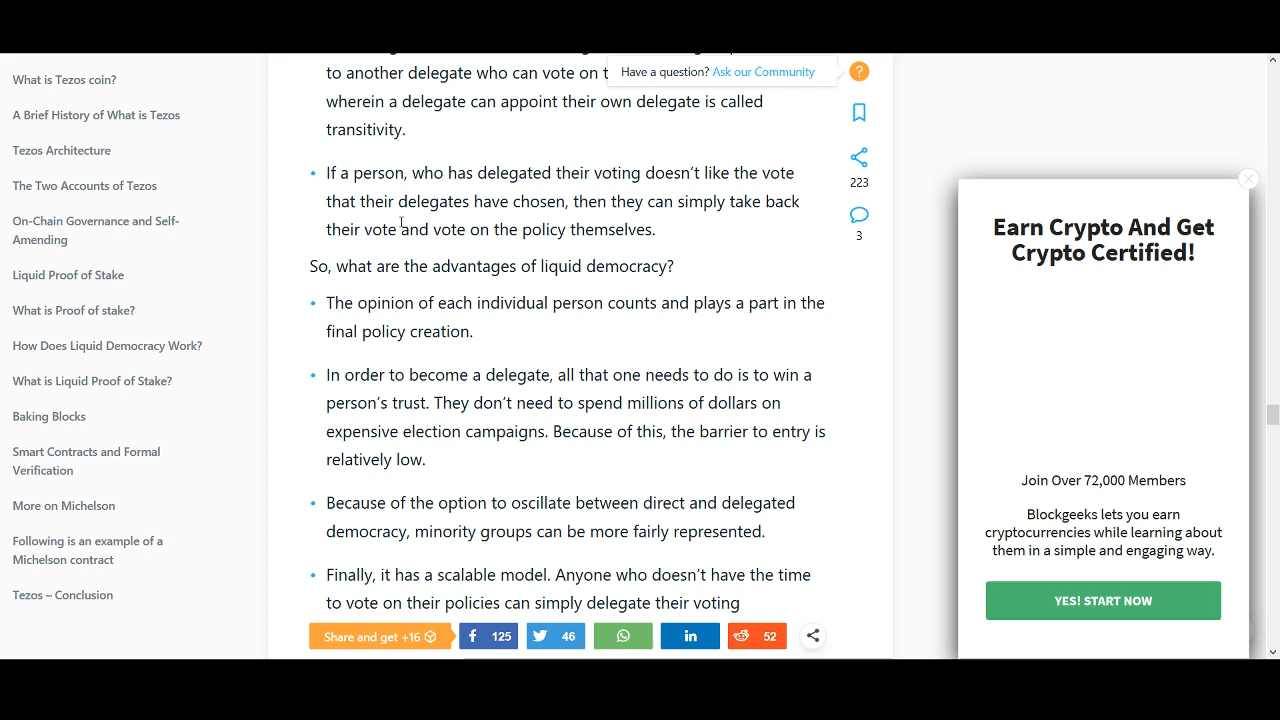 What is Tezos coin?
A Brief History of What is Tezos
Tezos Architecture
The Two Accounts of Tezos
On-Chain Governance and Self-
Amending
Liquid Proof of Stake
What is Proof of stake?
How Does Liquid Democracy Work?
What is Liquid Proof of Stake?
Baking Blocks
Smart Contracts and Formal
Verification
More on Michelson
Following is an example of a
Michelson contract
Tezos – Conclusion
to another delegate who can vote on t
wherein a delegate can appoint their own delegate is called
transitivity.
• If a person, who has delegated their voting doesn't like the vote
that their delegates have chosen, then they can simply take back
their vote and vote on the policy themselves.
So, what are the advantages of liquid democracy?
• The opinion of each individual person counts and plays a part in the
final policy creation.
• In order to become a delegate, all that one needs to do is to win a
person's trust. They don't need to spend millions of dollars on
expensive election campaigns. Because of this, the barrier to entry is
relatively low.
• Because of the option to oscillate between direct and delegated
democracy, minority groups can be more fairly represented.
• Finally, it has a scalable model. Anyone who doesn't have the time
to vote on their policies can simply delegate their voting
Share and get +16
f 125
46
in
52
Have a question? Ask our Community
?
223
3
Earn Crypto And Get
Crypto Certified!
Join Over 72,000 Members
Blockgeeks lets you earn
cryptocurrencies while learning about
them in a simple and engaging way.
YES! START NOW